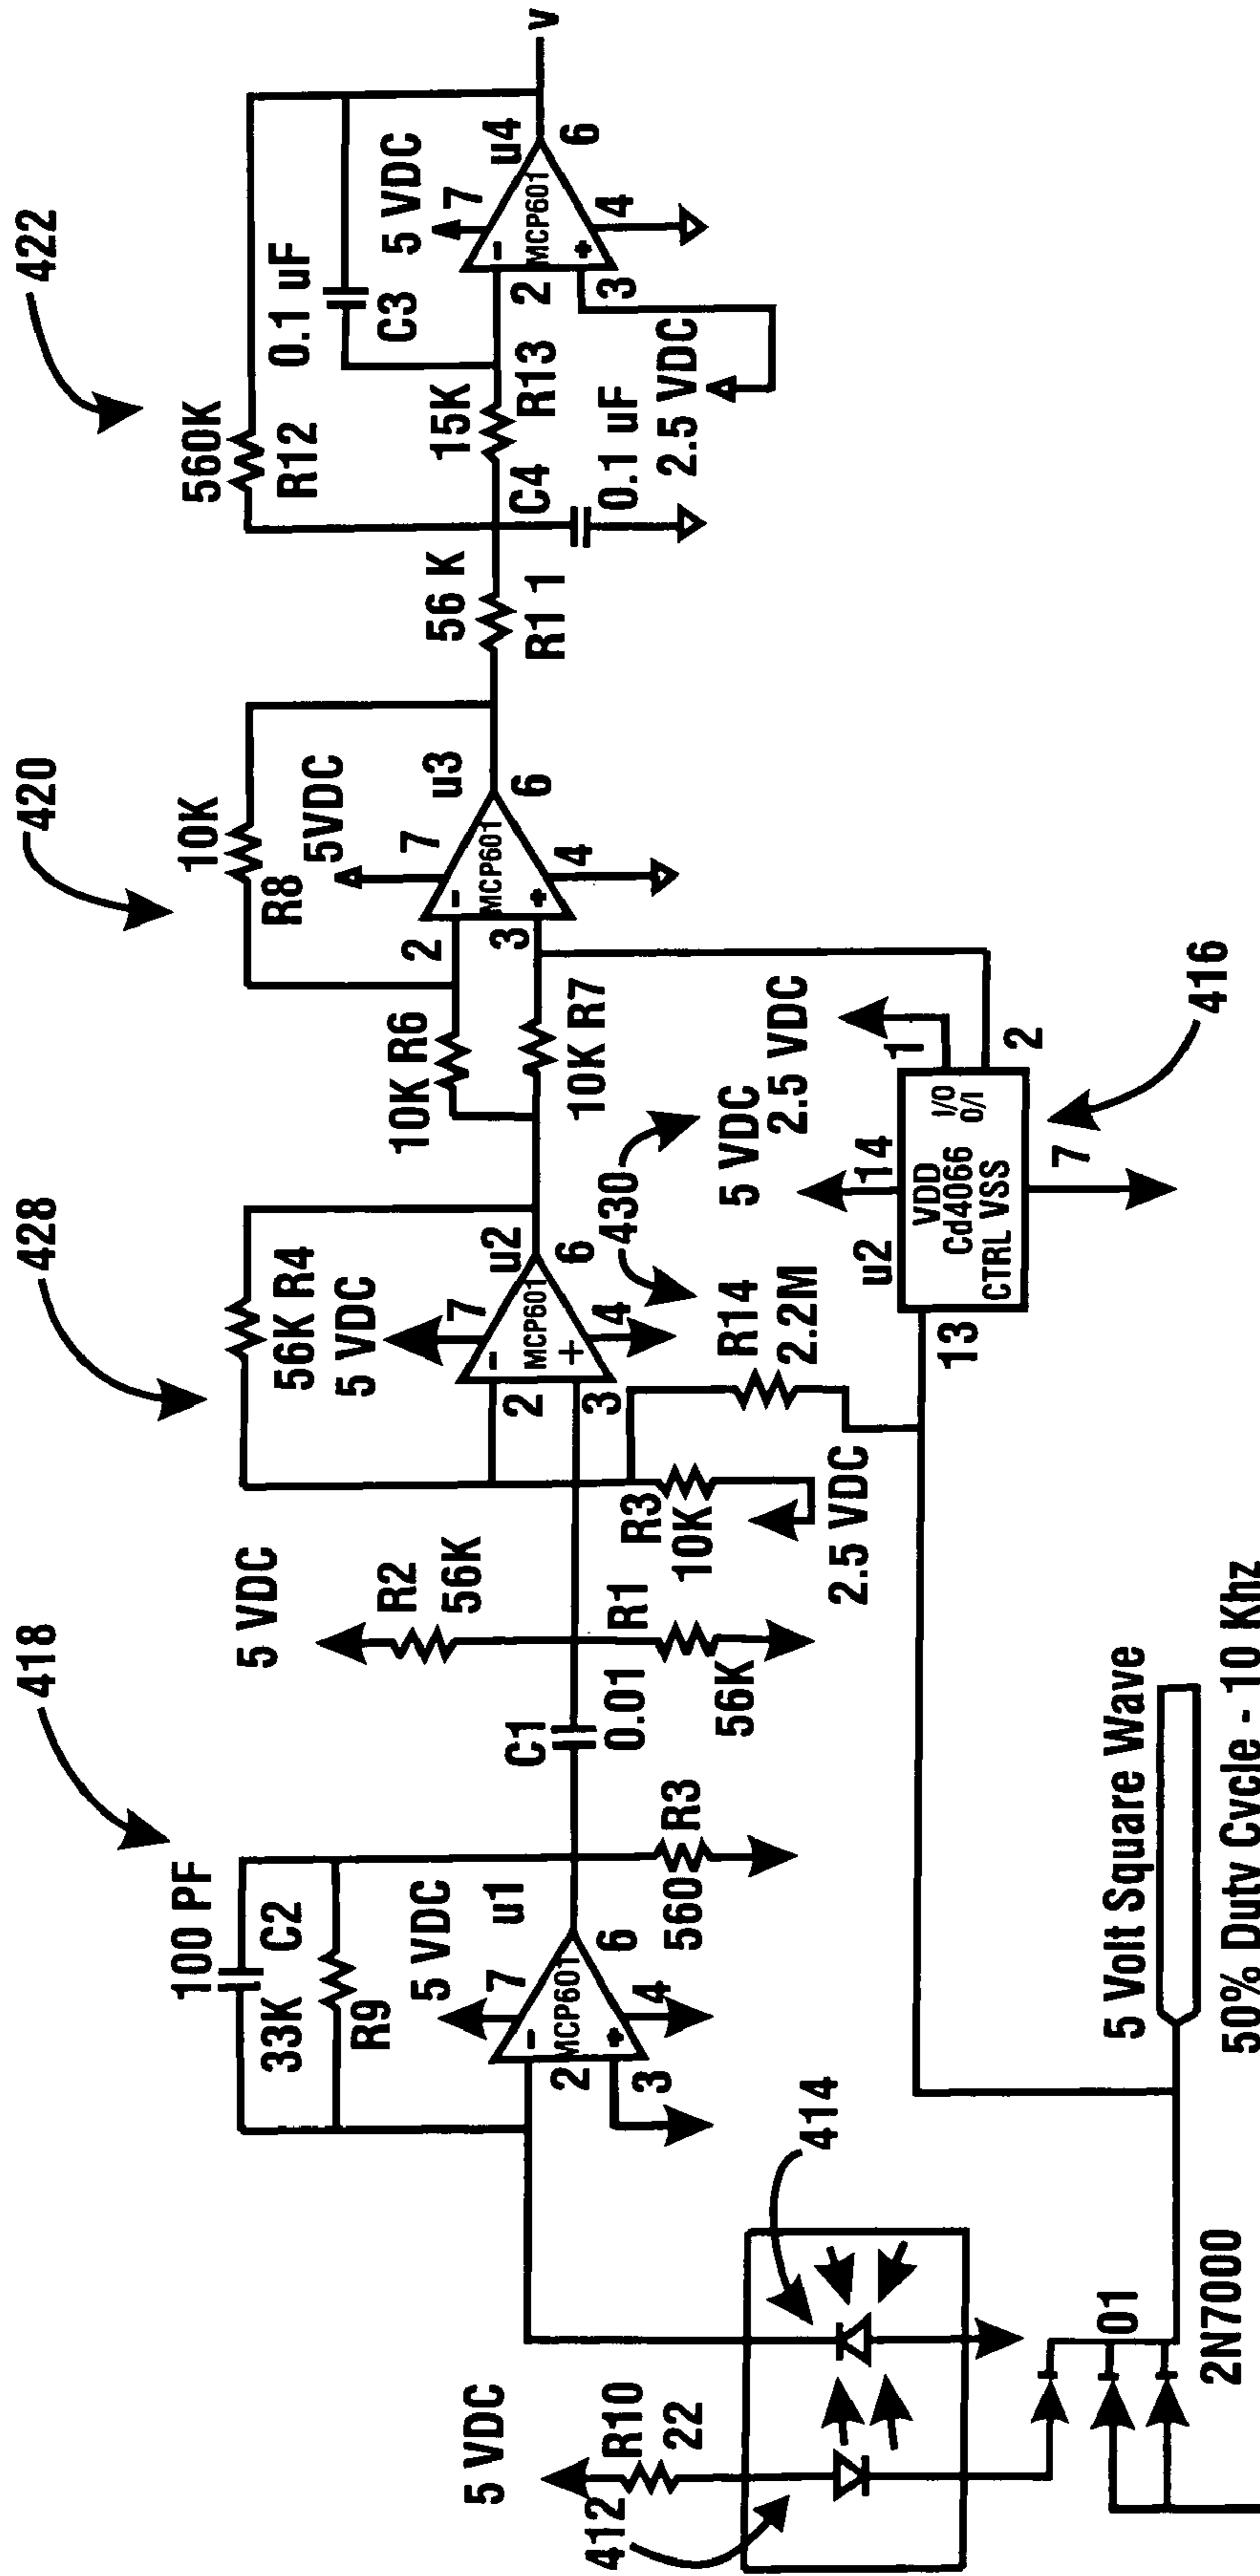 418
428
420
422
100 PF
33K C2
R9
5 VDC
u1
7
2
3
MCP601
-
+
6
4
560 R3
C1
0.01
5 VDC
R2
56K
R1
56K
56K R4
5 VDC
7
u2
2
3
MCP601
-
+
6
4
R3
10K
2.5 VDC
R14
2.2M
430
10K R6
10K R7
10K
R8
5VDC
7
u3
2
3
MCP601
-
+
6
4
56 K
R1 1
560K
R12
0.1 uF
C3
15K
R13
C4
0.1 uF
2.5 VDC
5 VDC
7
u4
2
3
MCP601
-
+
6
4
V
5 VDC
2.5 VDC
u2
14
1
2
VDD
Cd4066
CTRL VSS
I/O
O/I
13
7
416
5 VDC
R10
22
412
414
O1
2N7000
5 Volt Square Wave
50% Duty Cycle - 10 Khz